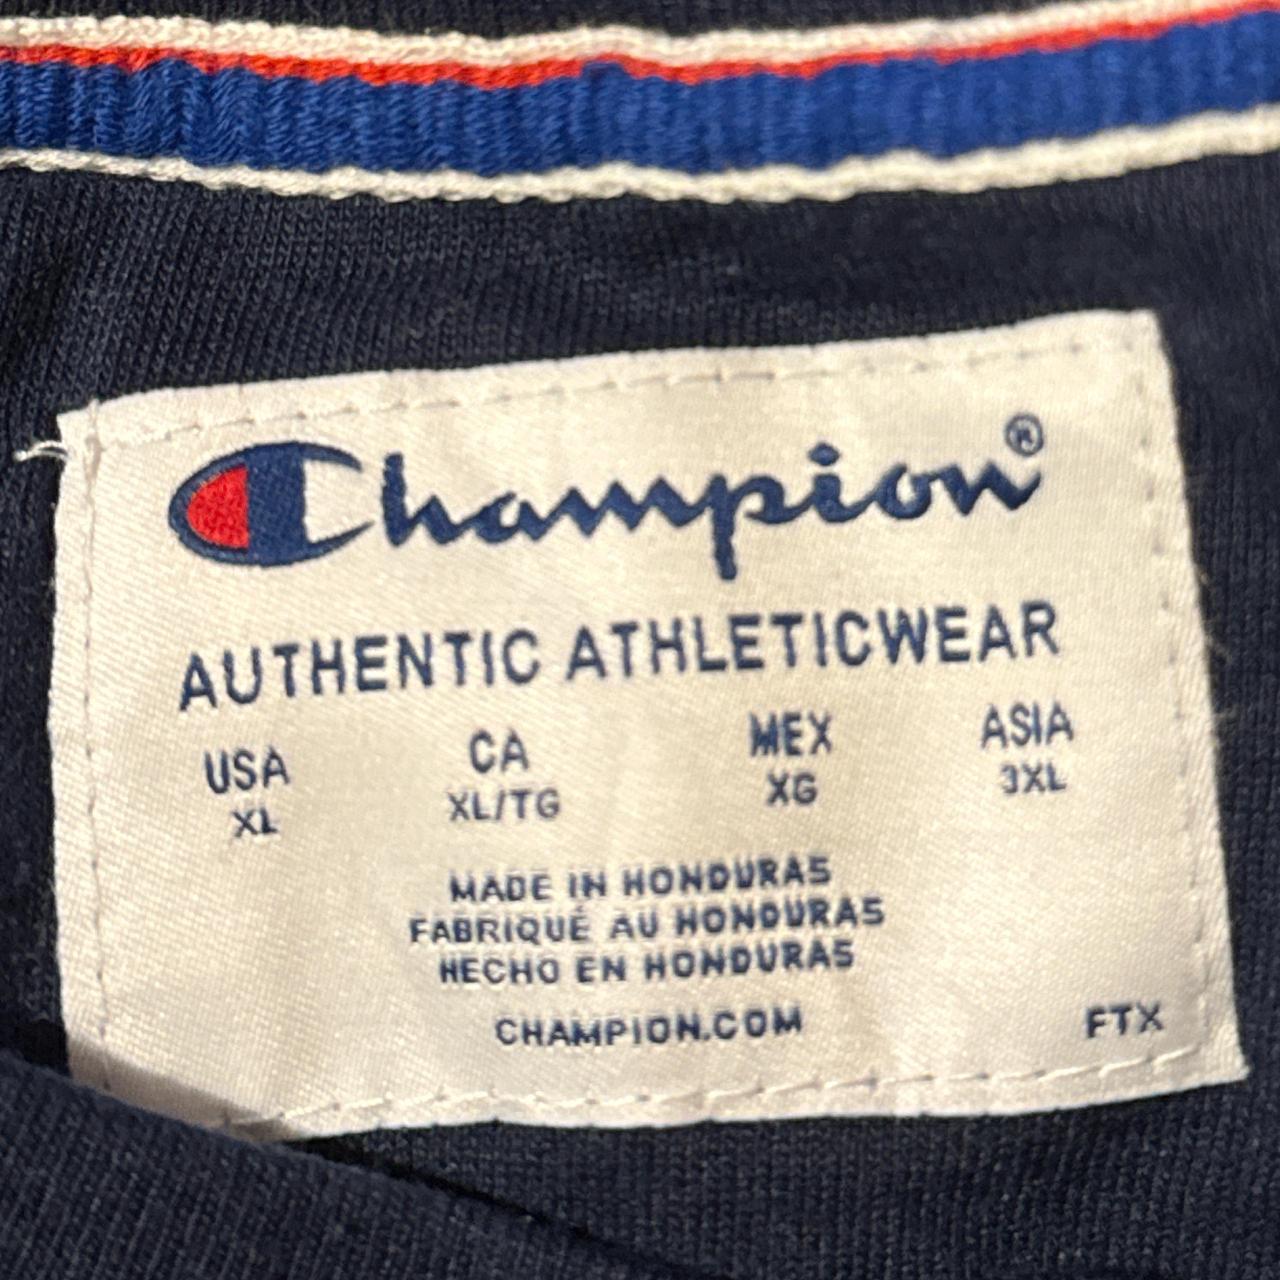 Champion®
AUTHENTIC ATHLETICWEAR
USA CA MEX ASIA
XL XL/TG XG 3XL
MADE IN HONDURAS
FABRIQUÉ AU HONDURAS
HECHO EN HONDURAS
CHAMPION.COM FTX